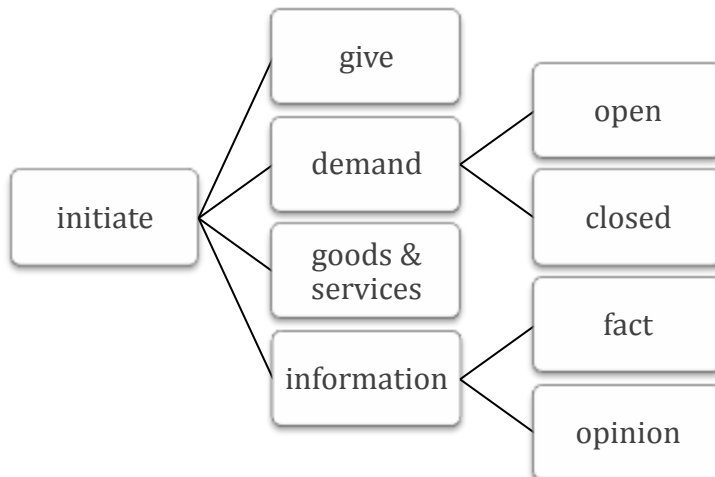 initiate
give
demand
goods &
services
information
open
closed
fact
opinion